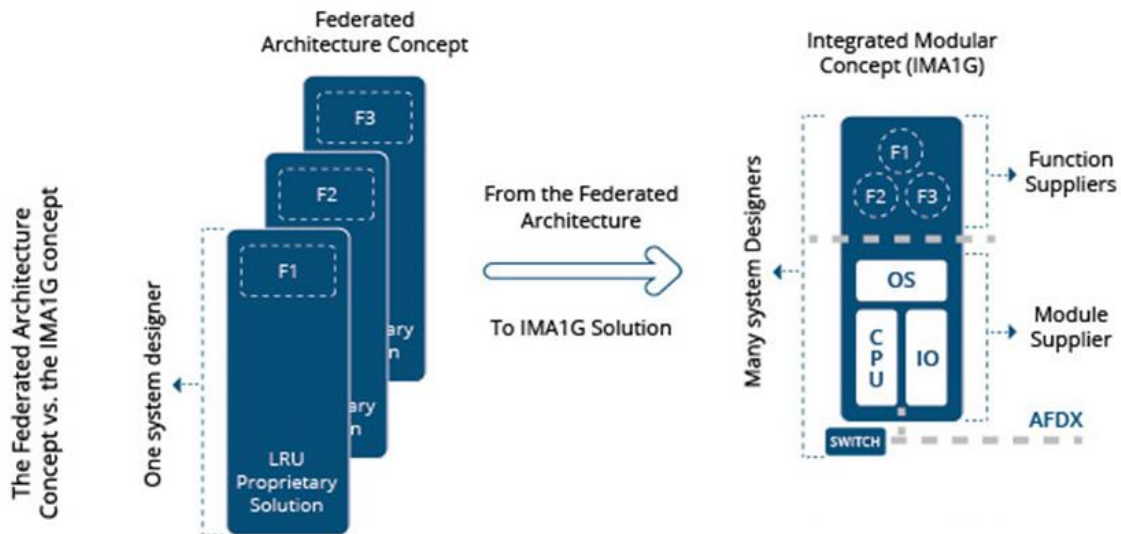 The Federated Architecture
Concept vs. the IMA1G concept
Federated
Architecture Concept
One system designer
F3
F2
F1
ary
n
ary
n
LRU
Proprietary
Solution
From the Federated
Architecture
To IMA1G Solution
Integrated Modular
Concept (IMA1G)
Many system Designers
F1
F2
F3
Function
Suppliers
OS
CPU
IO
Module
Supplier
AFDX
SWITCH